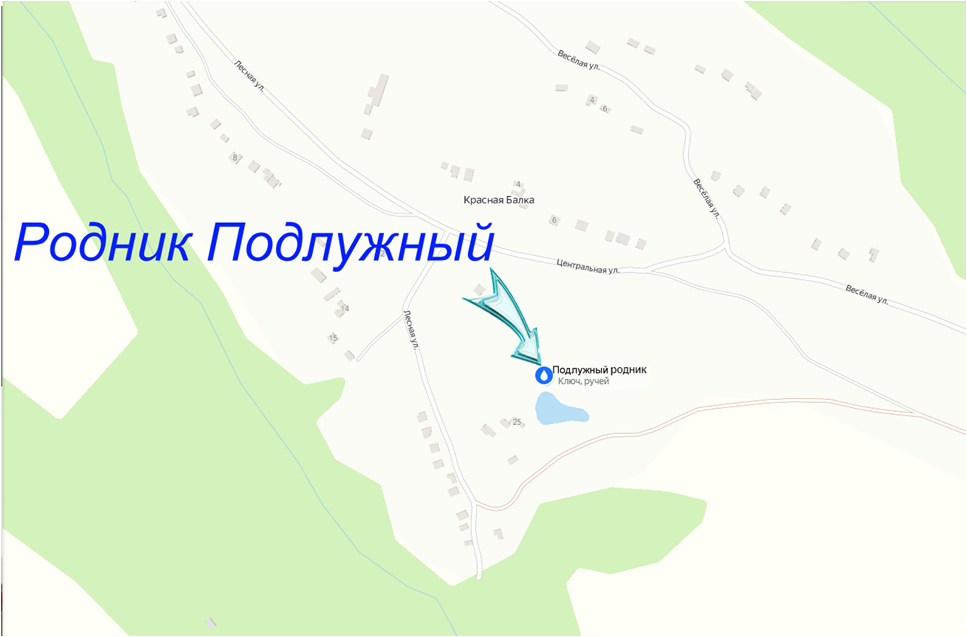 Весёлая ул.
Лесная ул.
4
6
8
4
Красная Балка
6
Весёлая ул.
Родник Подлужный
Центральная ул.
Весёлая ул.
Лесная ул.
15
Подлужный родник
Ключ, ручей
25